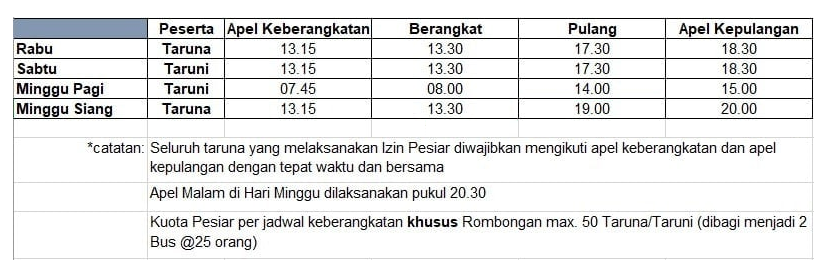 Peserta Apel Keberangkatan Berangkat Pulang Apel Kepulangan
Rabu Taruna 13.15 13.30 17.30 18.30
Sabtu Taruni 13.15 13.30 17.30 18.30
Minggu Pagi Taruni 07.45 08.00 14.00 15.00
Minggu Siang Taruna 13.15 13.30 19.00 20.00
*catatan: Seluruh taruna yang melaksanakan Izin Pesiar diwajibkan mengikuti apel keberangkatan dan apel
kepulangan dengan tepat waktu dan bersama
Apel Malam di Hari Minggu dilaksanakan pukul 20.30
Kuota Pesiar per jadwal keberangkatan khusus Rombongan max. 50 Taruna/Taruni (dibagi menjadi 2
Bus @25 orang)